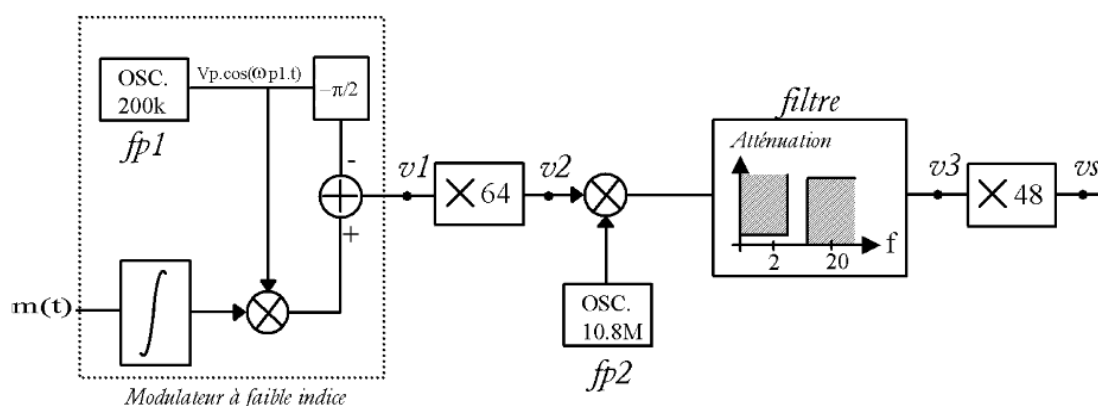 OSC.
200k
fp1
Vp.cos(ωp1.t)
-π/2
-
+
m(t)
∫
Modulateur à faible indice
v1
×64
v2
OSC.
10.8M
fp2
filtre
Atténuation
2
20
f
v3
×48
vs